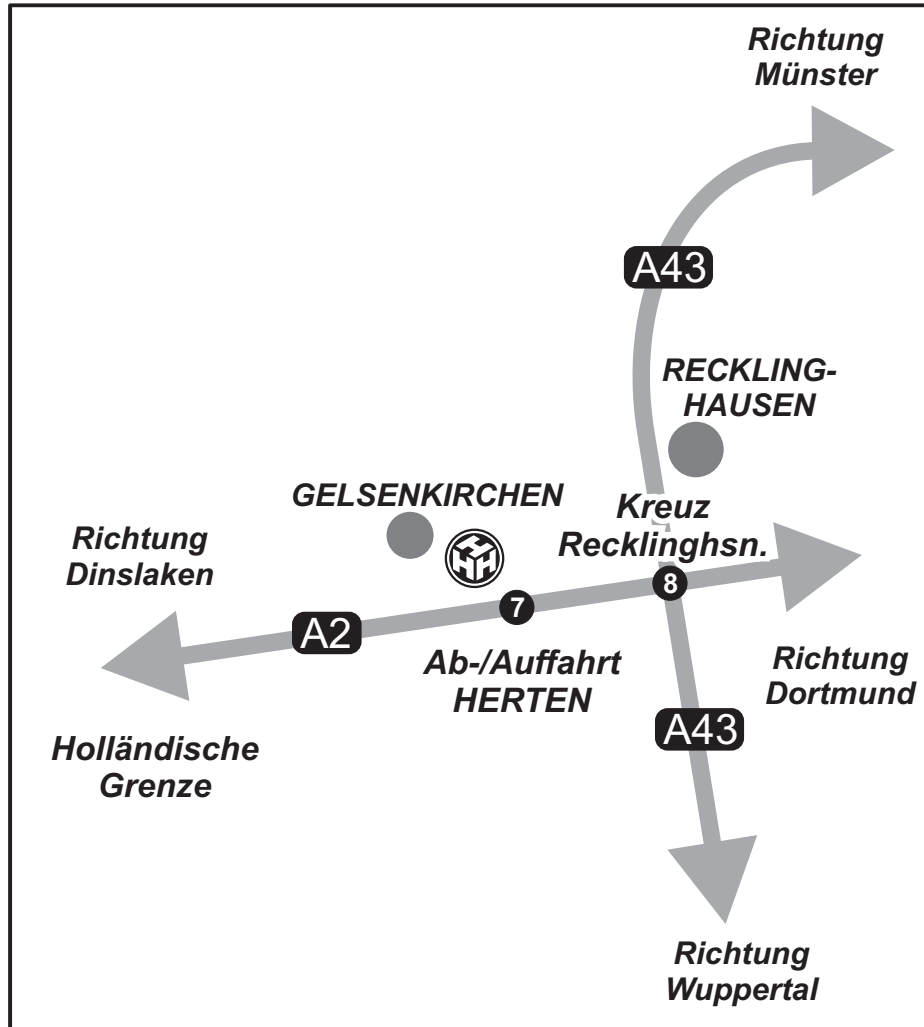 Richtung
Münster
A43
RECKLING-
HAUSEN
GELSENKIRCHEN
Kreuz
Recklinghsn.
Richtung
Dinslaken
HHH
8
7
A2
Ab-/Auffahrt
HERTEN
Richtung
Dortmund
A43
Holländische
Grenze
Richtung
Wuppertal